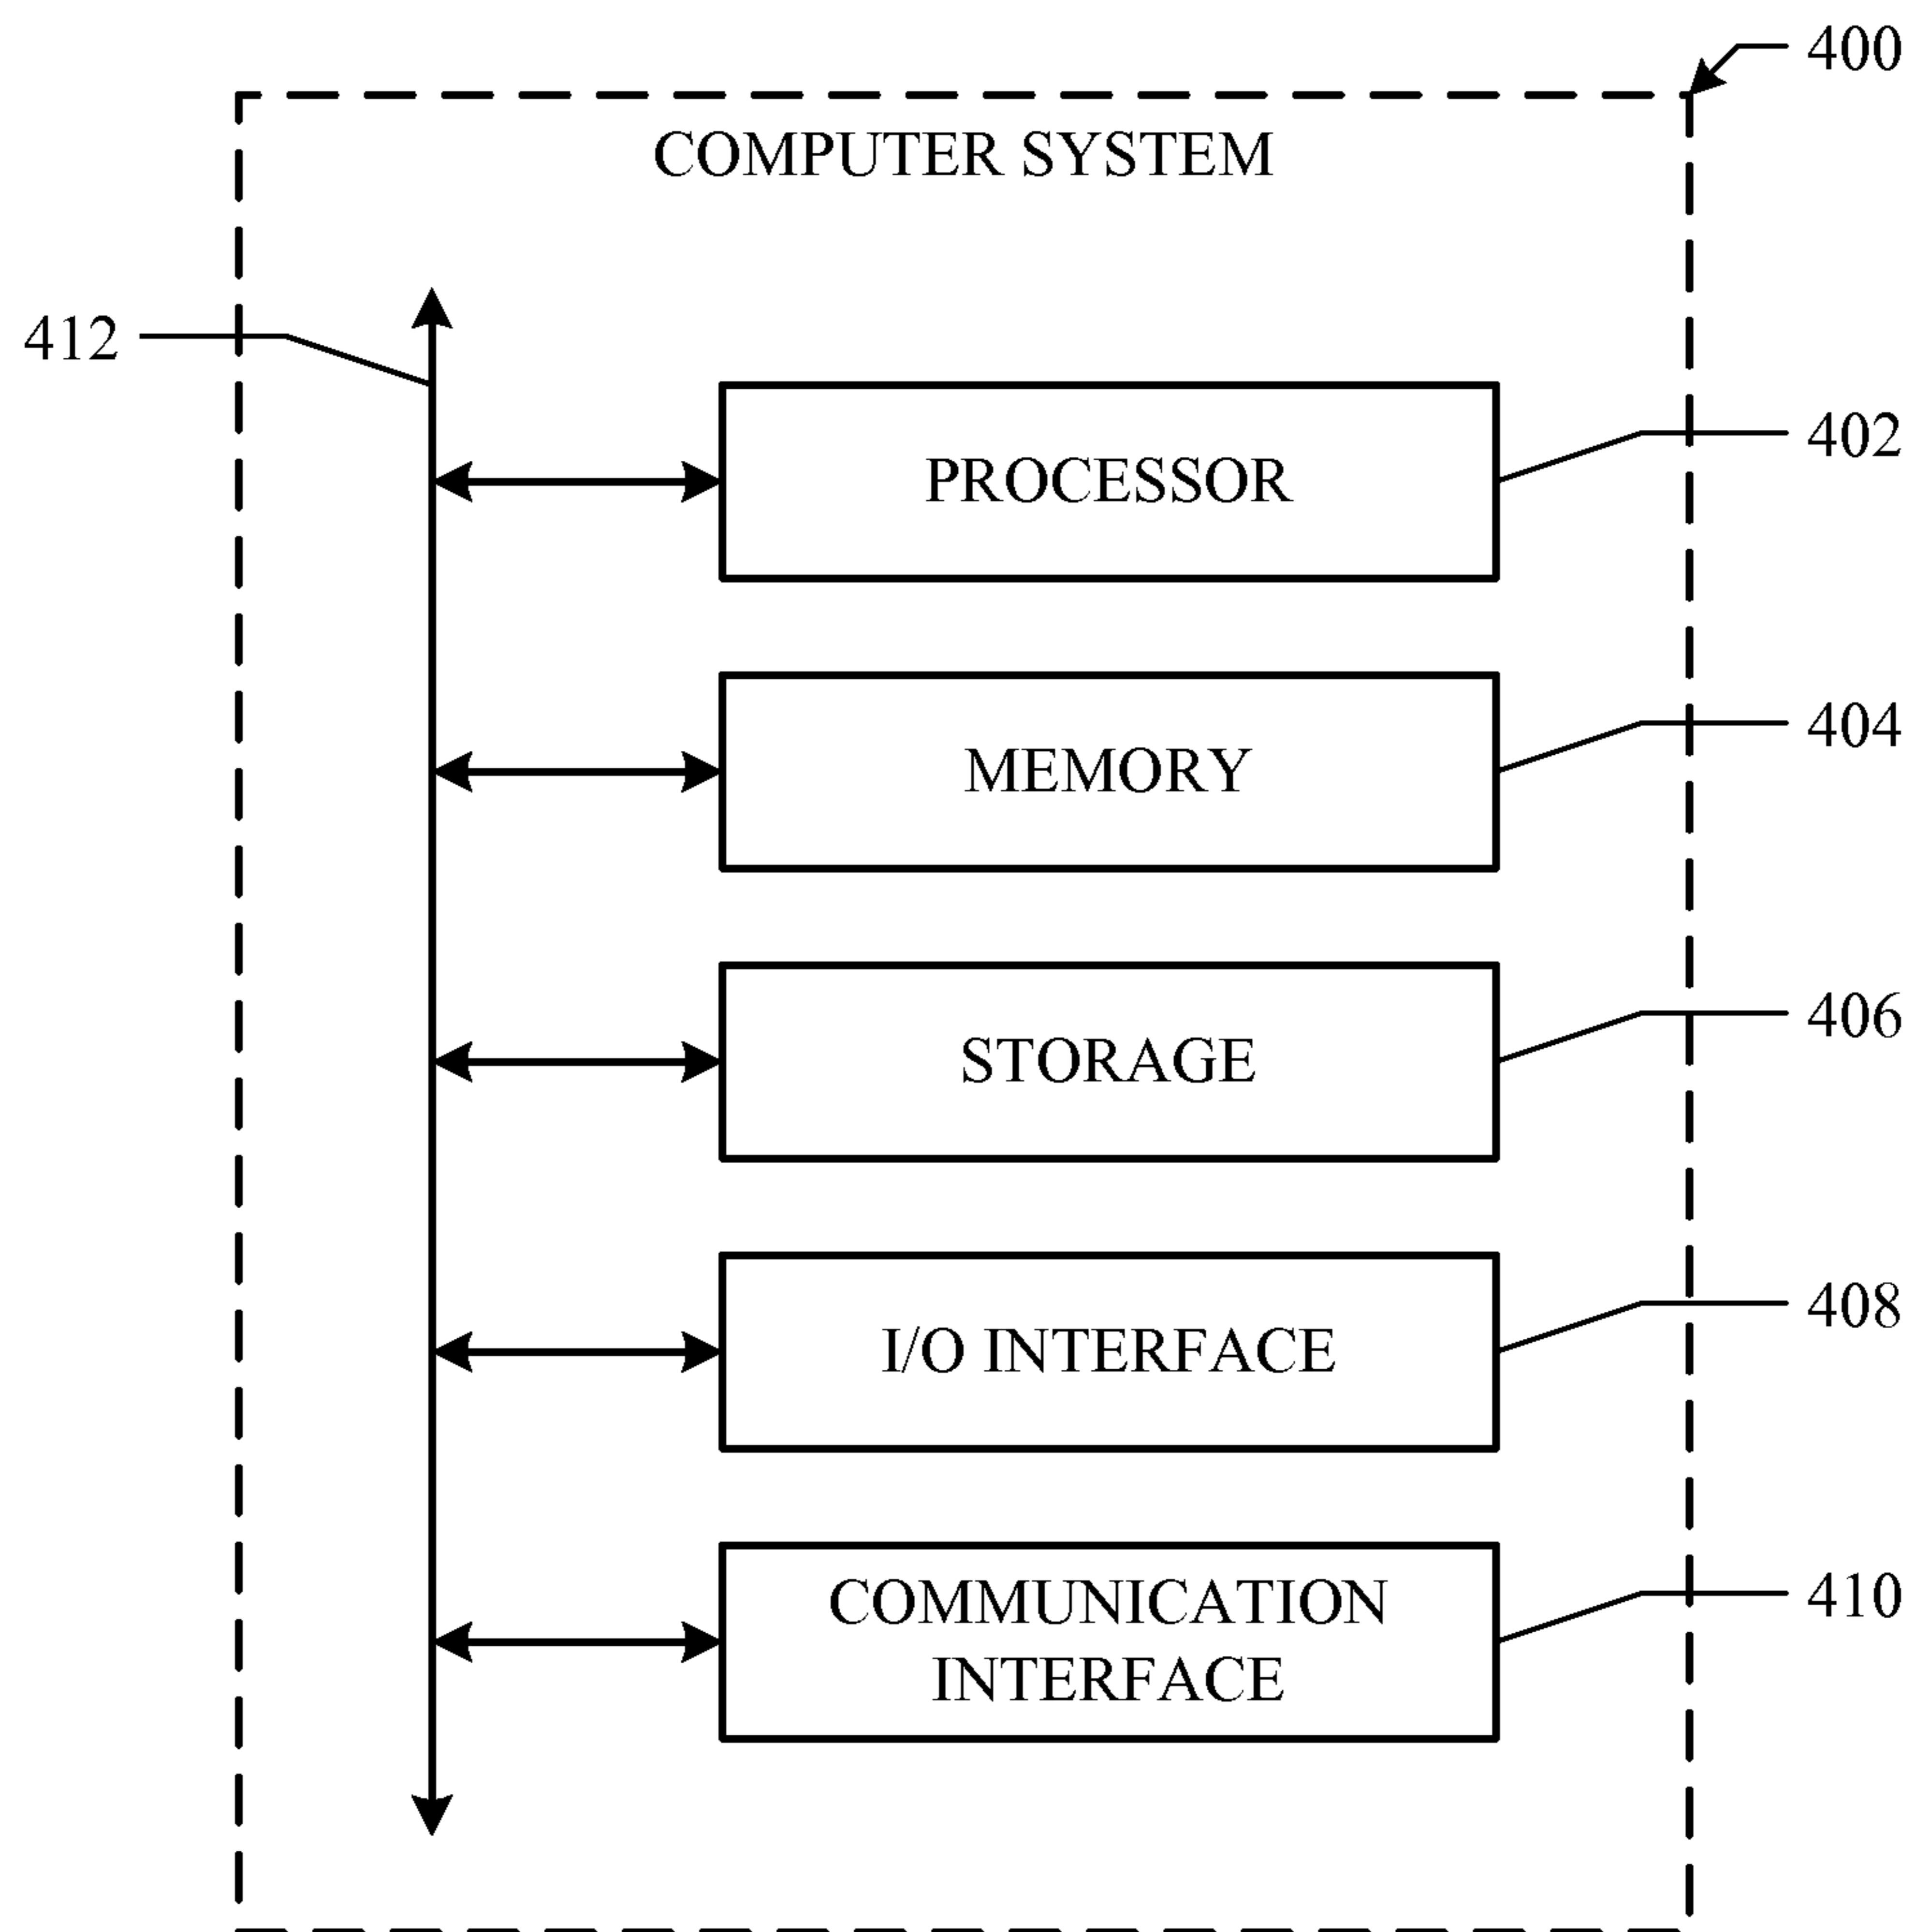 400
COMPUTER SYSTEM
412
402
PROCESSOR
404
MEMORY
406
STORAGE
408
I/O INTERFACE
410
COMMUNICATION
INTERFACE